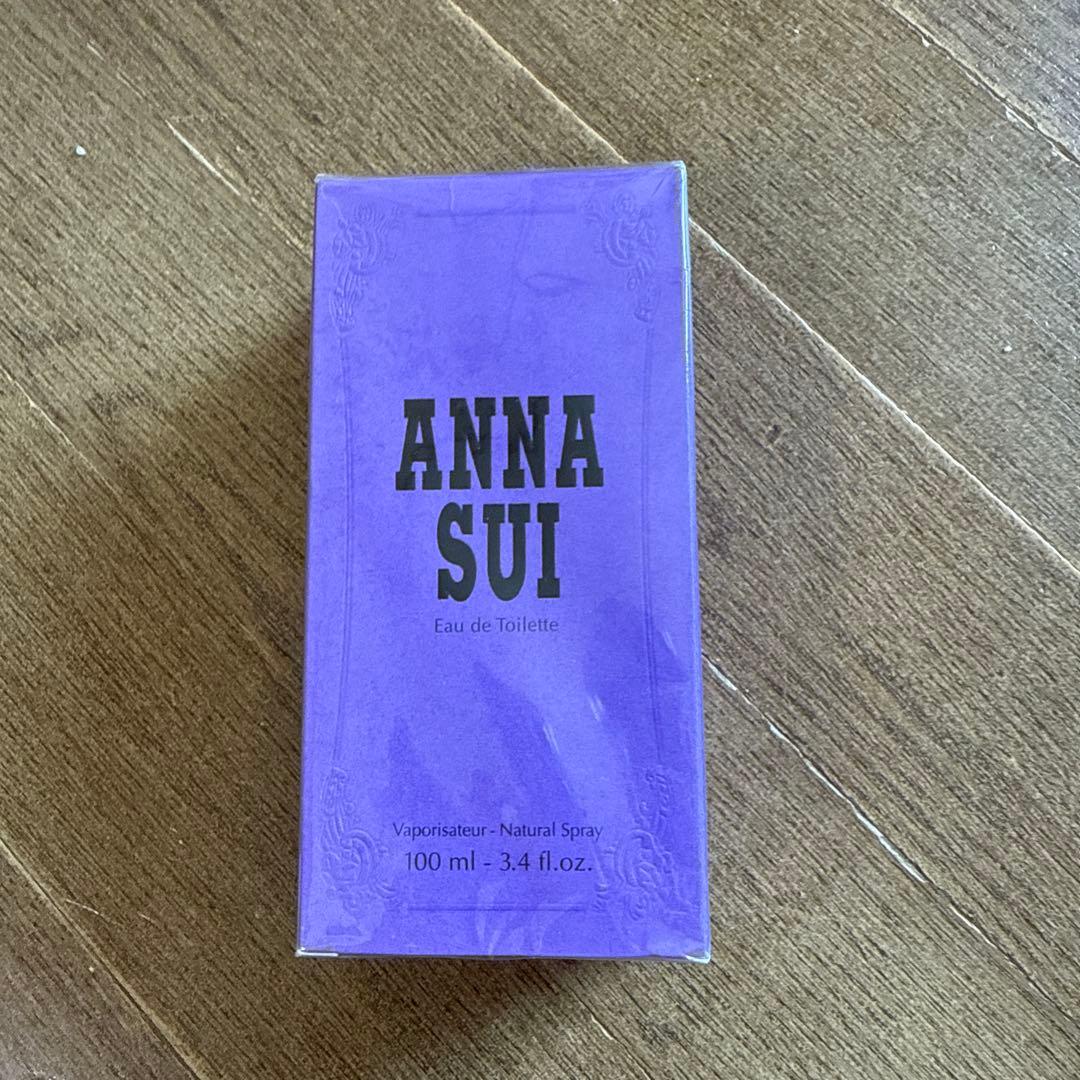 ANNA
SUI
Eau de Toilette
Vaporisateur - Natural Spray
100 ml - 3.4 fl.oz.